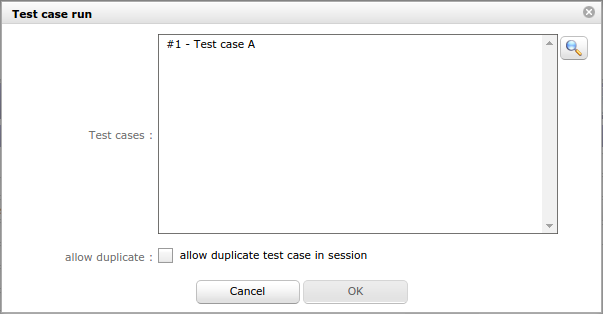 Test case run
#1 - Test case A
Test cases :
allow duplicate :
allow duplicate test case in session
Cancel
OK